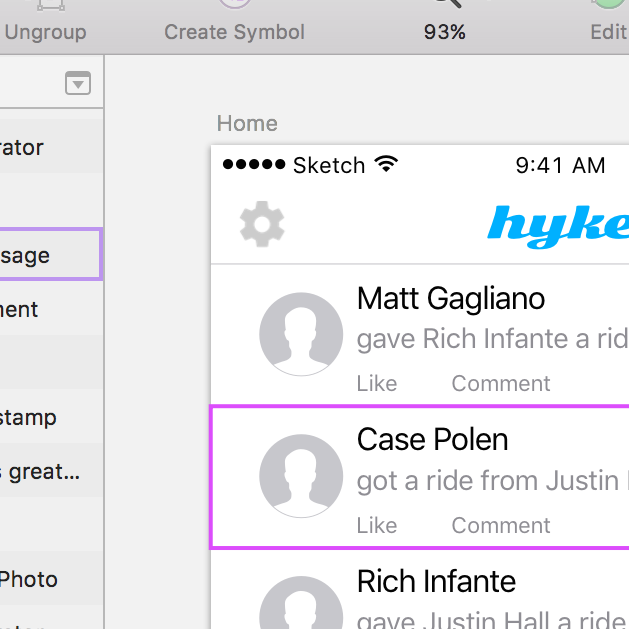 Ungroup
Create Symbol
93%
Edit
Home
rator
sage
ment
stamp
s great...
Photo
Sketch
9:41 AM
hyke
Matt Gagliano
gave Rich Infante a rid
Like
Comment
Case Polen
got a ride from Justin
Like
Comment
Rich Infante
gave Justin Hall a ride